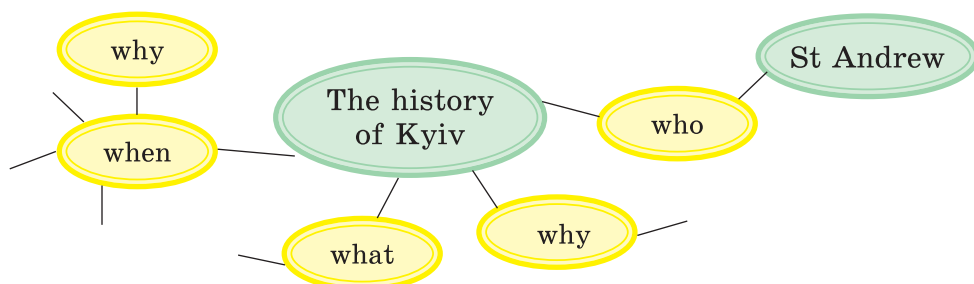 why
St Andrew
The history
of Kyiv
who
when
why
what